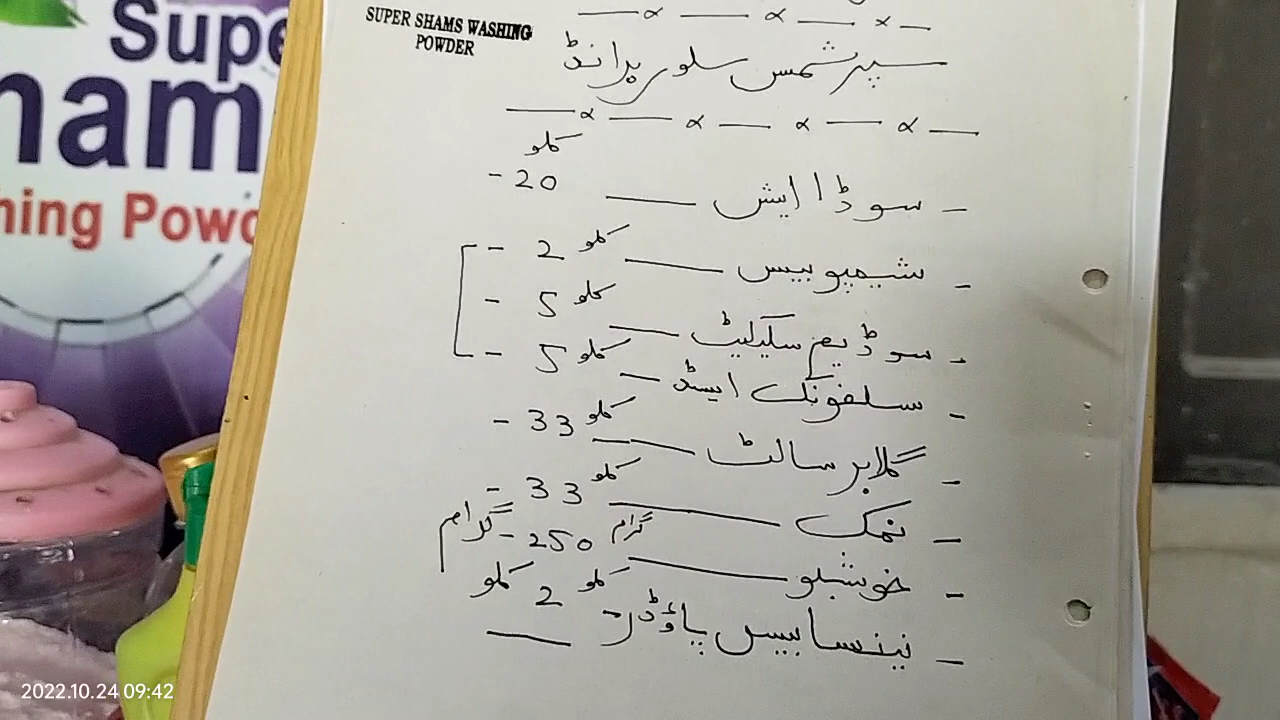 Supe
ham
hing Powd
SUPER SHAMS WASHING
POWDER
سپر شمس سلور برانڈ
کلو
- سوڈا ایش 20 -
- شیمپو بیس 2 کلو -
- سوڈیم سلیکیٹ 5 کلو -
- سلفونک ایسڈ 5 کلو -
- گلابر سالٹ 33 کلو -
- نمک 33 کلو -
- خوشبو 250 گرام - گرام
- نینسا بیس پاؤڈر - 2 کلو کلو
2022.10.24 09:42